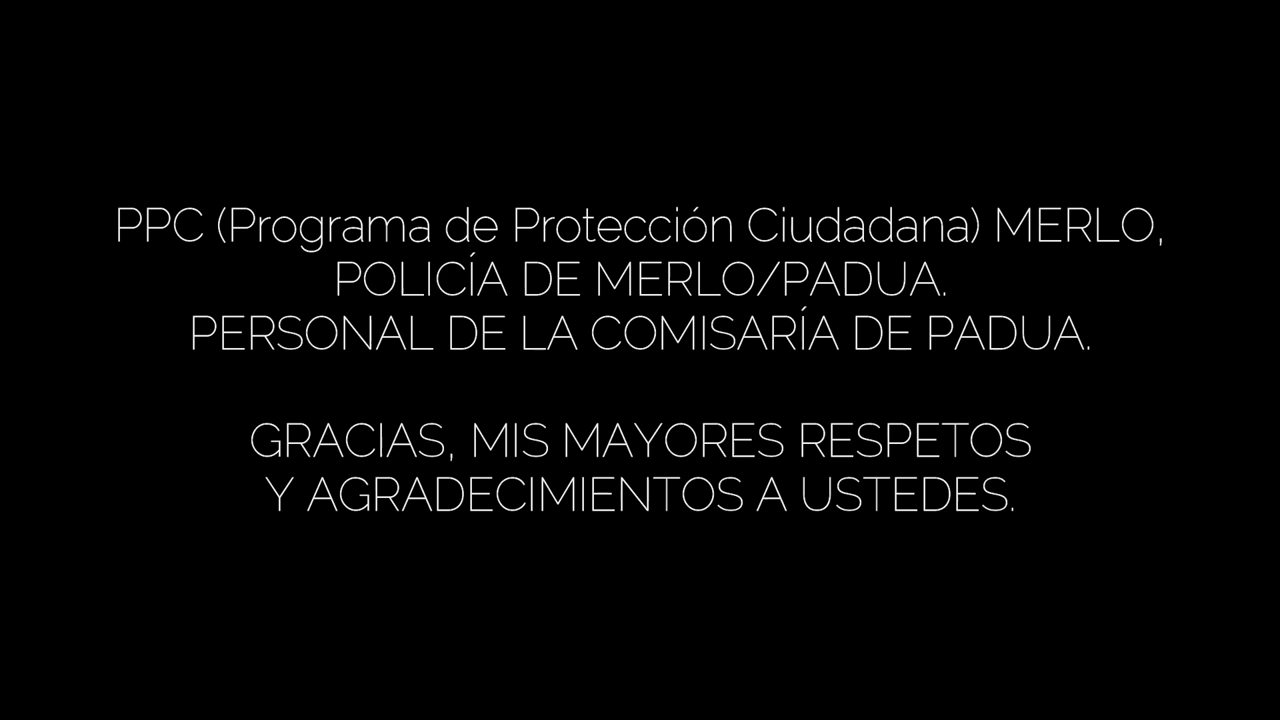 PPC (Programa de Protección Ciudadana) MERLO,
POLICÍA DE MERLO/PADUA.
PERSONAL DE LA COMISARÍA DE PADUA.
GRACIAS, MIS MAYORES RESPETOS
Y AGRADECIMIENTOS A USTEDES.